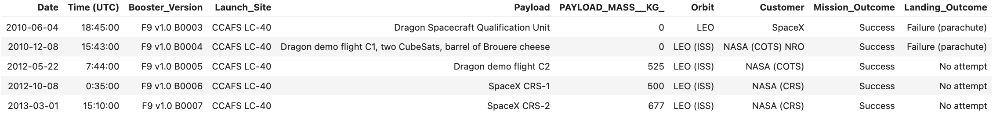 Date Time (UTC) Booster_Version Launch_Site Payload PAYLOAD_MASS__KG_ Orbit Customer Mission_Outcome Landing_Outcome
2010-06-04 18:45:00 F9 v1.0 B0003 CCAFS LC-40 Dragon Spacecraft Qualification Unit 0 LEO SpaceX Success Failure (parachute)
2010-12-08 15:43:00 F9 v1.0 B0004 CCAFS LC-40 Dragon demo flight C1, two CubeSats, barrel of Brouere cheese 0 LEO (ISS) NASA (COTS) NRO Success Failure (parachute)
2012-05-22 7:44:00 F9 v1.0 B0005 CCAFS LC-40 Dragon demo flight C2 525 LEO (ISS) NASA (COTS) Success No attempt
2012-10-08 0:35:00 F9 v1.0 B0006 CCAFS LC-40 SpaceX CRS-1 500 LEO (ISS) NASA (CRS) Success No attempt
2013-03-01 15:10:00 F9 v1.0 B0007 CCAFS LC-40 SpaceX CRS-2 677 LEO (ISS) NASA (CRS) Success No attempt